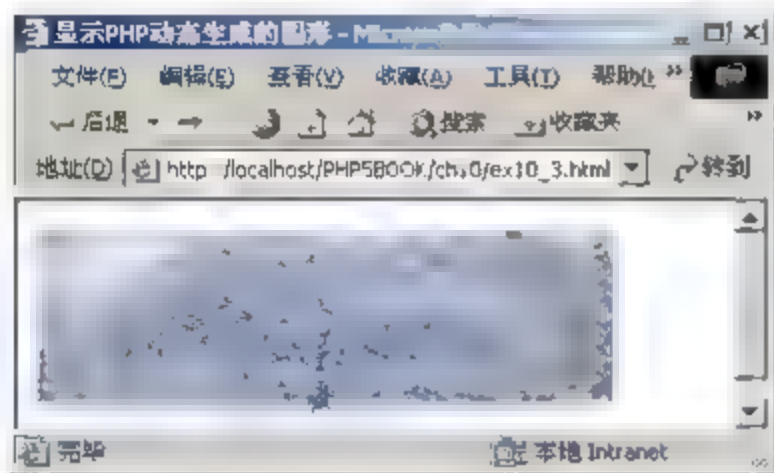 显示PHP动态生成的图形 -
文件(F) 编辑(E) 查看(V) 收藏(A) 工具(T) 帮助(H »
后退 搜索 收藏夹 »
地址(D) http://localhost/PHP5BOOK/ch10/ex10_3.html 转到
完毕 本地 Intranet